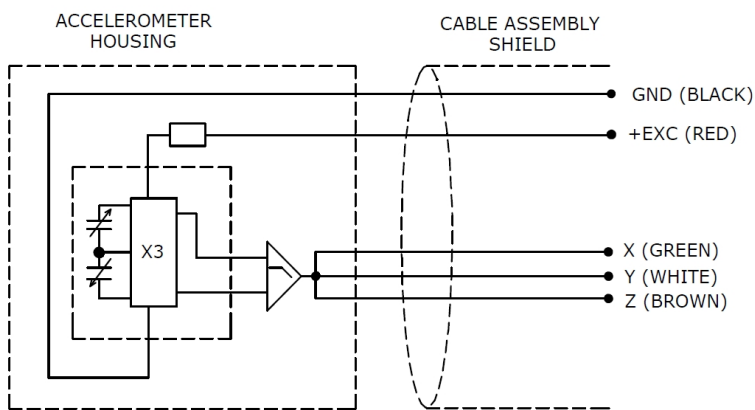 ACCELEROMETER
HOUSING
CABLE ASSEMBLY
SHIELD
GND (BLACK)
+EXC (RED)
X3
X (GREEN)
Y (WHITE)
Z (BROWN)